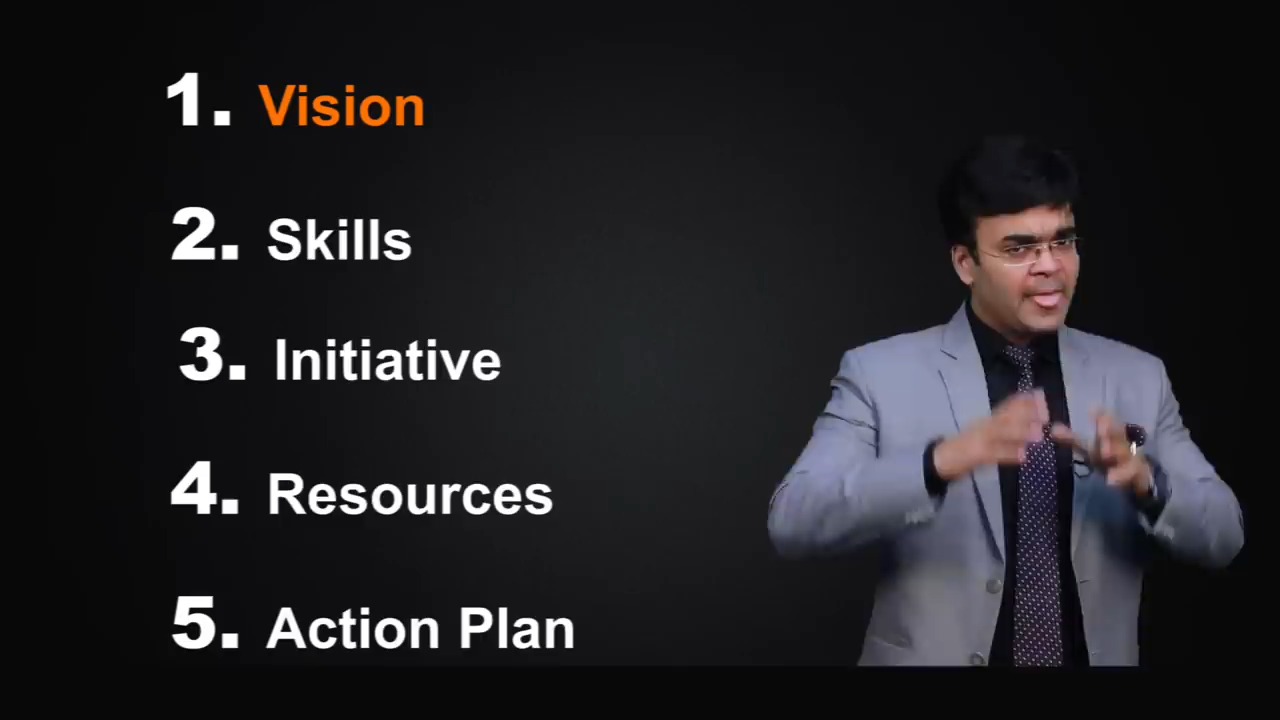 1. Vision
2. Skills
3. Initiative
4. Resources
5. Action Plan